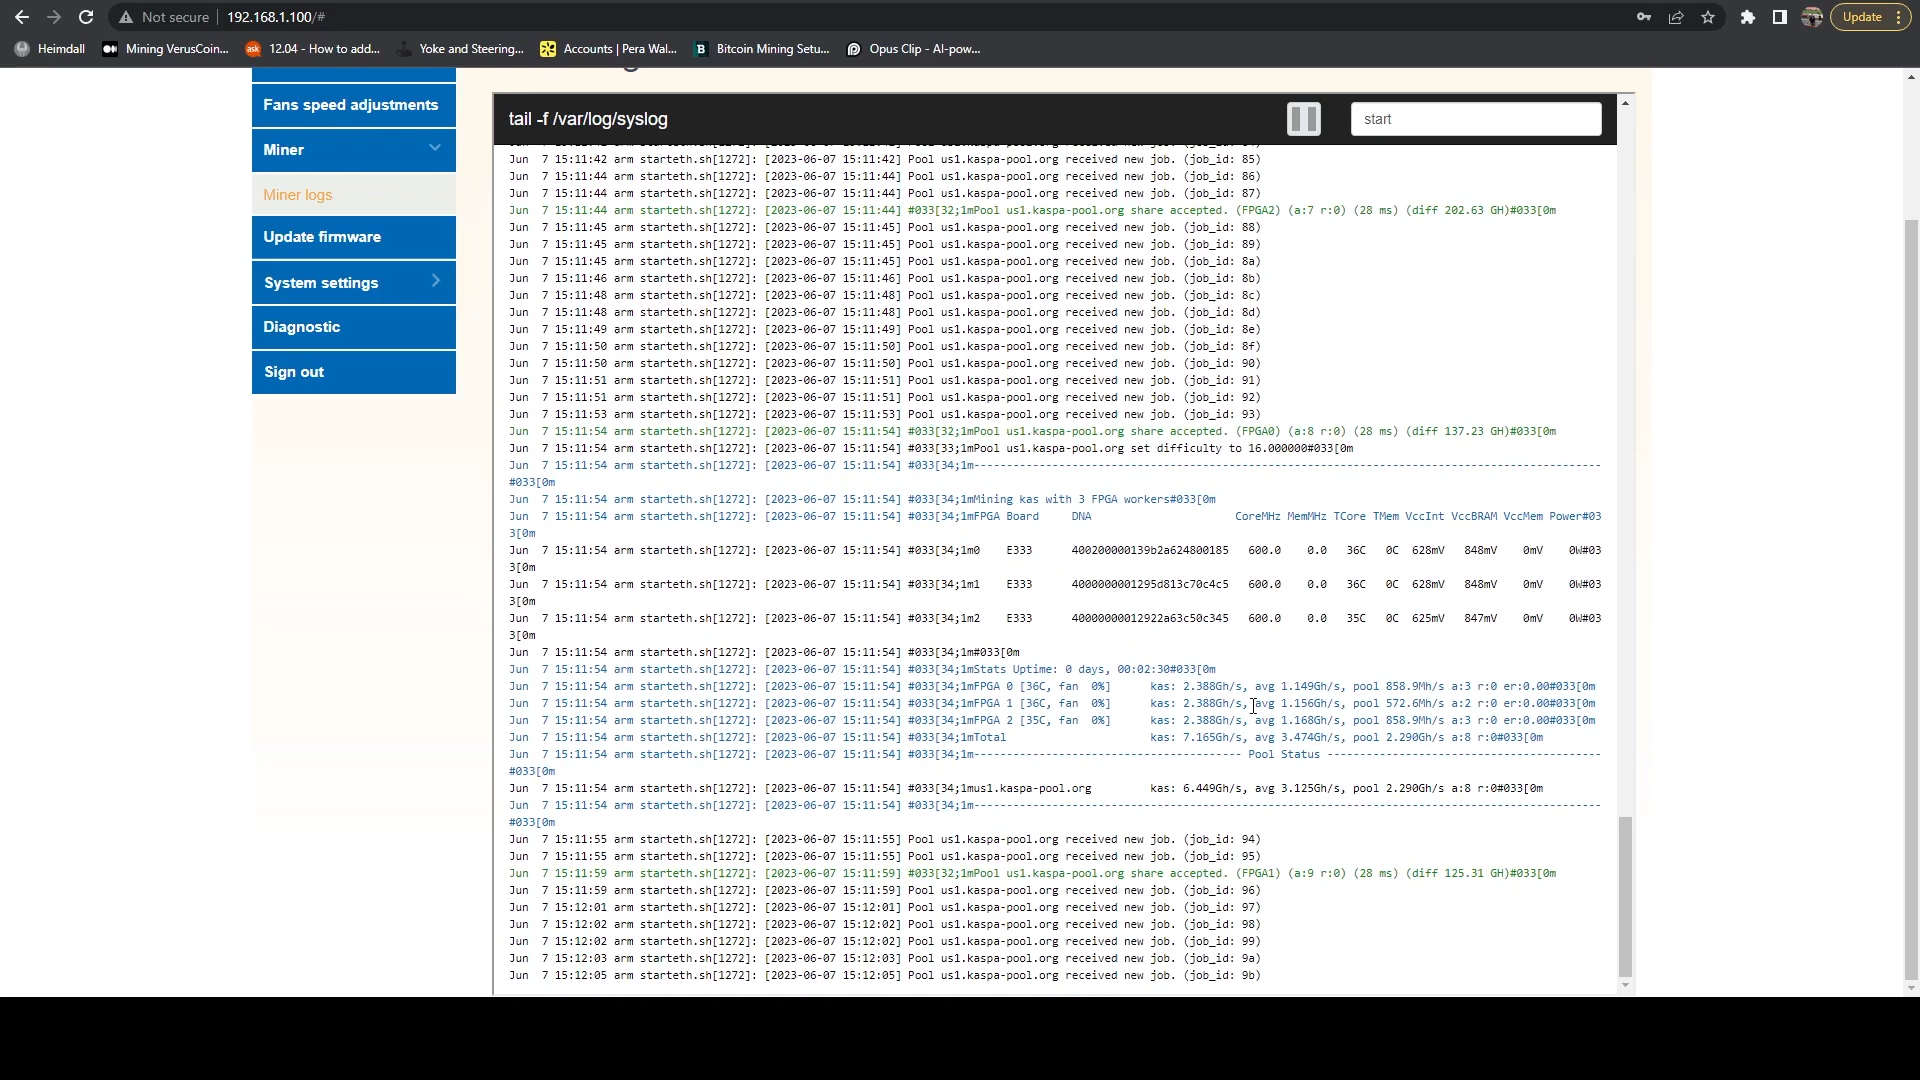 Not secure
192.168.1.100/#
Update
Heimdall
Mining VerusCoin...
ask
12.04 - How to add...
Yoke and Steering...
Accounts | Pera Wal...
B
Bitcoin Mining Setu...
Opus Clip - AI-pow...
Fans speed adjustments
Miner
Miner logs
Update firmware
System settings
Diagnostic
Sign out
tail -f /var/log/syslog
start
Jun  7 15:11:42 arm starteth.sh[1272]: [2023-06-07 15:11:42] Pool us1.kaspa-pool.org received new job. (job_id: 85)
Jun  7 15:11:44 arm starteth.sh[1272]: [2023-06-07 15:11:44] Pool us1.kaspa-pool.org received new job. (job_id: 86)
Jun  7 15:11:44 arm starteth.sh[1272]: [2023-06-07 15:11:44] Pool us1.kaspa-pool.org received new job. (job_id: 87)
Jun  7 15:11:44 arm starteth.sh[1272]: [2023-06-07 15:11:44] #033[32;1mPool us1.kaspa-pool.org share accepted. (FPGA2) (a:7 r:0) (28 ms) (diff 202.63 GH)#033[0m
Jun  7 15:11:45 arm starteth.sh[1272]: [2023-06-07 15:11:45] Pool us1.kaspa-pool.org received new job. (job_id: 88)
Jun  7 15:11:45 arm starteth.sh[1272]: [2023-06-07 15:11:45] Pool us1.kaspa-pool.org received new job. (job_id: 89)
Jun  7 15:11:45 arm starteth.sh[1272]: [2023-06-07 15:11:45] Pool us1.kaspa-pool.org received new job. (job_id: 8a)
Jun  7 15:11:46 arm starteth.sh[1272]: [2023-06-07 15:11:46] Pool us1.kaspa-pool.org received new job. (job_id: 8b)
Jun  7 15:11:48 arm starteth.sh[1272]: [2023-06-07 15:11:48] Pool us1.kaspa-pool.org received new job. (job_id: 8c)
Jun  7 15:11:48 arm starteth.sh[1272]: [2023-06-07 15:11:48] Pool us1.kaspa-pool.org received new job. (job_id: 8d)
Jun  7 15:11:49 arm starteth.sh[1272]: [2023-06-07 15:11:49] Pool us1.kaspa-pool.org received new job. (job_id: 8e)
Jun  7 15:11:50 arm starteth.sh[1272]: [2023-06-07 15:11:50] Pool us1.kaspa-pool.org received new job. (job_id: 8f)
Jun  7 15:11:50 arm starteth.sh[1272]: [2023-06-07 15:11:50] Pool us1.kaspa-pool.org received new job. (job_id: 90)
Jun  7 15:11:51 arm starteth.sh[1272]: [2023-06-07 15:11:51] Pool us1.kaspa-pool.org received new job. (job_id: 91)
Jun  7 15:11:51 arm starteth.sh[1272]: [2023-06-07 15:11:51] Pool us1.kaspa-pool.org received new job. (job_id: 92)
Jun  7 15:11:53 arm starteth.sh[1272]: [2023-06-07 15:11:53] Pool us1.kaspa-pool.org received new job. (job_id: 93)
Jun  7 15:11:54 arm starteth.sh[1272]: [2023-06-07 15:11:54] #033[32;1mPool us1.kaspa-pool.org share accepted. (FPGA0) (a:8 r:0) (28 ms) (diff 137.23 GH)#033[0m
Jun  7 15:11:54 arm starteth.sh[1272]: [2023-06-07 15:11:54] #033[33;1mPool us1.kaspa-pool.org set difficulty to 16.000000#033[0m
Jun  7 15:11:54 arm starteth.sh[1272]: [2023-06-07 15:11:54] #033[34;1m-----------------------------------------------------------------------------------------------
#033[0m
Jun  7 15:11:54 arm starteth.sh[1272]: [2023-06-07 15:11:54] #033[34;1mMining kas with 3 FPGA workers#033[0m
Jun  7 15:11:54 arm starteth.sh[1272]: [2023-06-07 15:11:54] #033[34;1mFPGA Board     DNA                      CoreMHz MemMHz TCore TMem VccInt VccBRAM VccMem Power#03
3[0m
Jun  7 15:11:54 arm starteth.sh[1272]: [2023-06-07 15:11:54] #033[34;1m0    E333      400200000139b2a624800185   600.0    0.0   36C   0C  628mV   848mV    0mV     0W#03
3[0m
Jun  7 15:11:54 arm starteth.sh[1272]: [2023-06-07 15:11:54] #033[34;1m1    E333      4000000001295d813c70c4c5   600.0    0.0   36C   0C  628mV   848mV    0mV     0W#03
3[0m
Jun  7 15:11:54 arm starteth.sh[1272]: [2023-06-07 15:11:54] #033[34;1m2    E333      40000000012922a63c50c345   600.0    0.0   35C   0C  625mV   847mV    0mV     0W#03
3[0m
Jun  7 15:11:54 arm starteth.sh[1272]: [2023-06-07 15:11:54] #033[34;1m#033[0m
Jun  7 15:11:54 arm starteth.sh[1272]: [2023-06-07 15:11:54] #033[34;1mStats Uptime: 0 days, 00:02:30#033[0m
Jun  7 15:11:54 arm starteth.sh[1272]: [2023-06-07 15:11:54] #033[34;1mFPGA 0 [36C, fan  0%]      kas: 2.388Gh/s, avg 1.149Gh/s, pool 858.9Mh/s a:3 r:0 er:0.00#033[0m
Jun  7 15:11:54 arm starteth.sh[1272]: [2023-06-07 15:11:54] #033[34;1mFPGA 1 [36C, fan  0%]      kas: 2.388Gh/s, avg 1.156Gh/s, pool 572.6Mh/s a:2 r:0 er:0.00#033[0m
Jun  7 15:11:54 arm starteth.sh[1272]: [2023-06-07 15:11:54] #033[34;1mFPGA 2 [35C, fan  0%]      kas: 2.388Gh/s, avg 1.168Gh/s, pool 858.9Mh/s a:3 r:0 er:0.00#033[0m
Jun  7 15:11:54 arm starteth.sh[1272]: [2023-06-07 15:11:54] #033[34;1mTotal                      kas: 7.165Gh/s, avg 3.474Gh/s, pool 2.290Gh/s a:8 r:0#033[0m
Jun  7 15:11:54 arm starteth.sh[1272]: [2023-06-07 15:11:54] #033[34;1m----------------------------------------- Pool Status ------------------------------------------
#033[0m
Jun  7 15:11:54 arm starteth.sh[1272]: [2023-06-07 15:11:54] #033[34;1mus1.kaspa-pool.org         kas: 6.449Gh/s, avg 3.125Gh/s, pool 2.290Gh/s a:8 r:0#033[0m
Jun  7 15:11:54 arm starteth.sh[1272]: [2023-06-07 15:11:54] #033[34;1m-----------------------------------------------------------------------------------------------
#033[0m
Jun  7 15:11:55 arm starteth.sh[1272]: [2023-06-07 15:11:55] Pool us1.kaspa-pool.org received new job. (job_id: 94)
Jun  7 15:11:55 arm starteth.sh[1272]: [2023-06-07 15:11:55] Pool us1.kaspa-pool.org received new job. (job_id: 95)
Jun  7 15:11:59 arm starteth.sh[1272]: [2023-06-07 15:11:59] #033[32;1mPool us1.kaspa-pool.org share accepted. (FPGA1) (a:9 r:0) (28 ms) (diff 125.31 GH)#033[0m
Jun  7 15:11:59 arm starteth.sh[1272]: [2023-06-07 15:11:59] Pool us1.kaspa-pool.org received new job. (job_id: 96)
Jun  7 15:12:01 arm starteth.sh[1272]: [2023-06-07 15:12:01] Pool us1.kaspa-pool.org received new job. (job_id: 97)
Jun  7 15:12:02 arm starteth.sh[1272]: [2023-06-07 15:12:02] Pool us1.kaspa-pool.org received new job. (job_id: 98)
Jun  7 15:12:02 arm starteth.sh[1272]: [2023-06-07 15:12:02] Pool us1.kaspa-pool.org received new job. (job_id: 99)
Jun  7 15:12:03 arm starteth.sh[1272]: [2023-06-07 15:12:03] Pool us1.kaspa-pool.org received new job. (job_id: 9a)
Jun  7 15:12:05 arm starteth.sh[1272]: [2023-06-07 15:12:05] Pool us1.kaspa-pool.org received new job. (job_id: 9b)